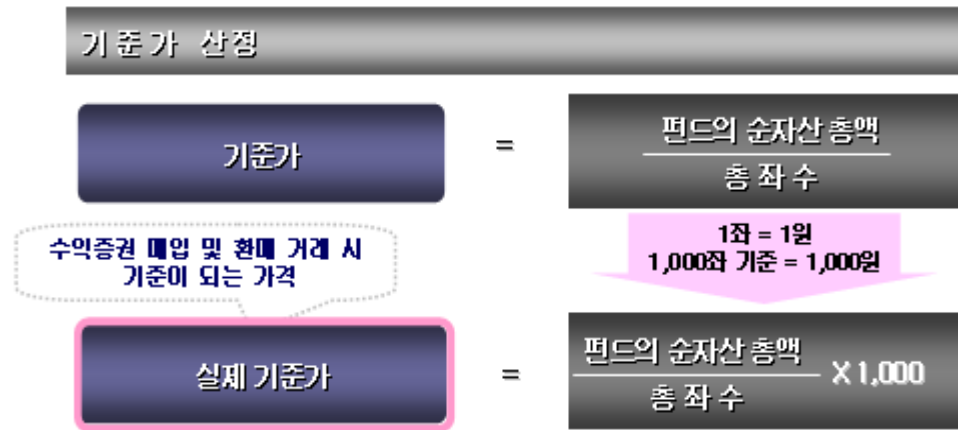 기준가 산정
기준가
=
펀드의 순자산 총액
총 좌 수
수익증권 매입 및 환매 거래 시
기준이 되는 가격
1좌 = 1원
1,000좌 기준 = 1,000원
실제 기준가
=
펀드의 순자산 총액
총 좌 수
X 1,000